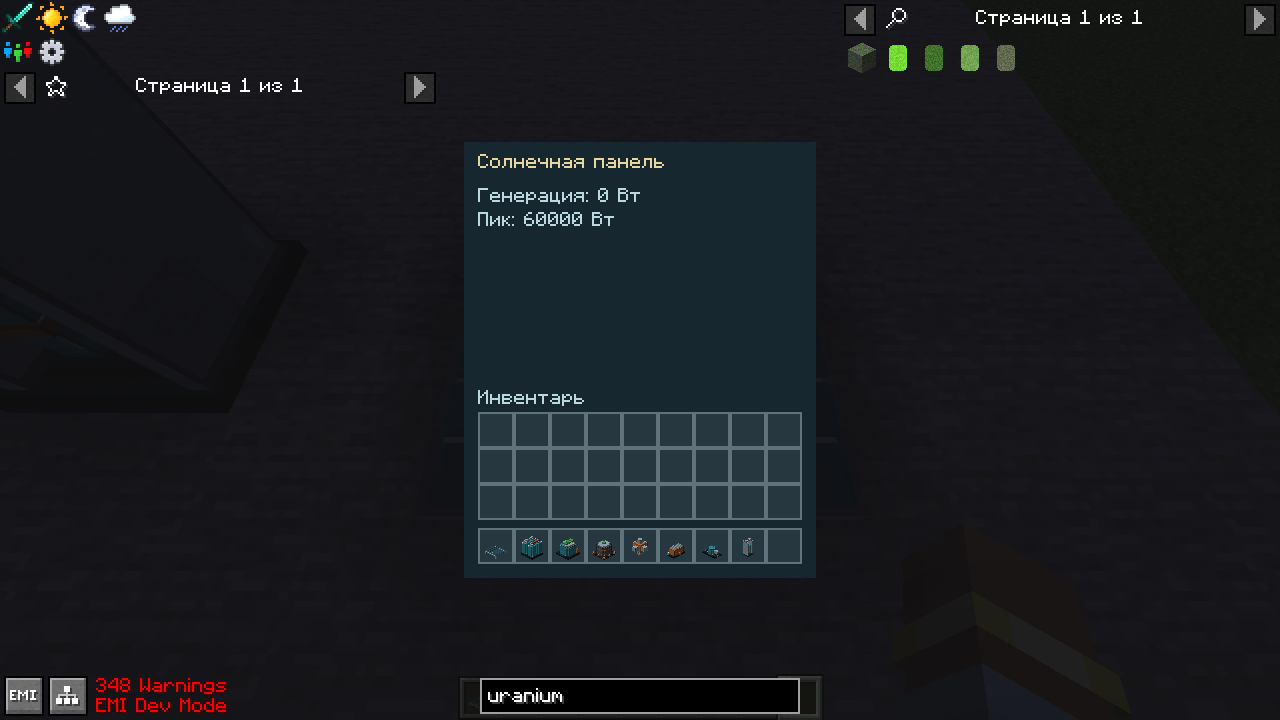 Страница 1 из 1
Страница 1 из 1
Солнечная панель
Генерация: 0 Вт
Пик: 60000 Вт
Инвентарь
EMI
348 Warnings
EMI Dev Mode
uranium